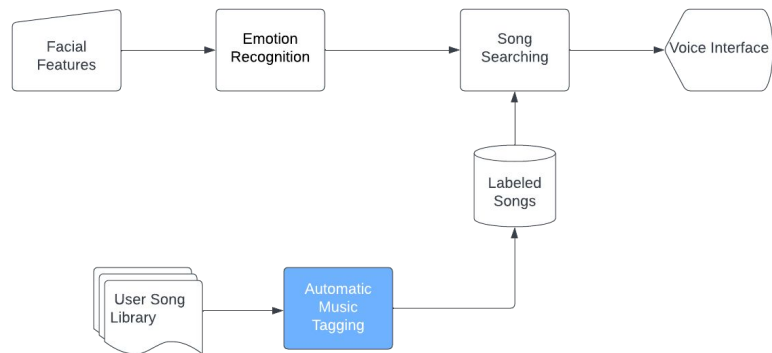 Facial
Features
Emotion
Recognition
Song
Searching
Voice Interface
Labeled
Songs
User Song
Library
Automatic
Music
Tagging